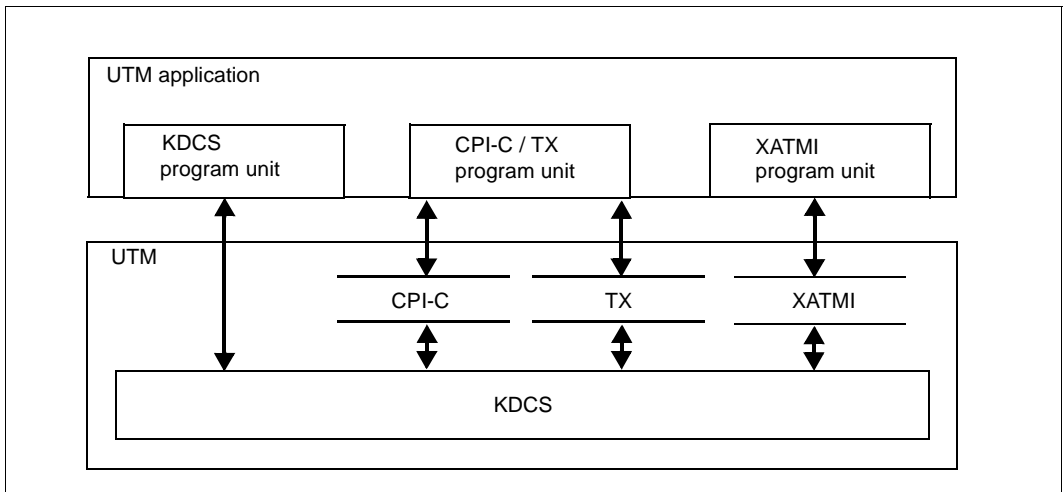 UTM application
KDCS
program unit
CPI-C / TX
program unit
XATMI
program unit
UTM
CPI-C
TX
XATMI
KDCS